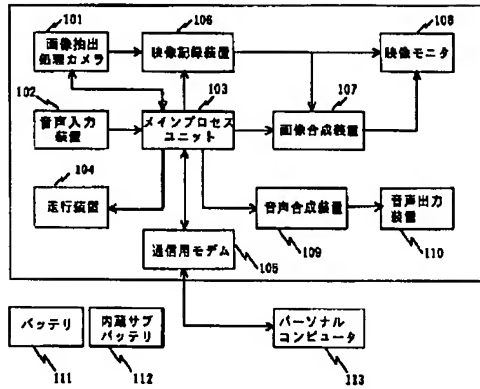 101
画像抽出
処理カメラ
106
映像記録装置
108
映像モニタ
102
音声入力
装置
103
メインプロセス
ユニット
107
画像合成装置
104
走行装置
音声合成装置
109
音声出力
装置
110
通信用モデム
105
バッテリ
111
内蔵サブ
バッテリ
112
パーソナル
コンピュータ
113